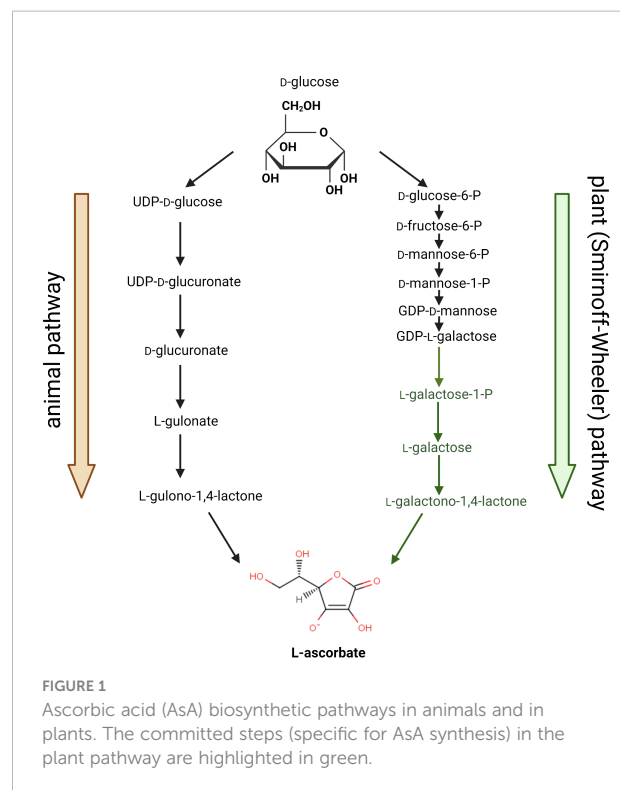 D-glucose
CH₂OH
O
OH
OH
OH
OH
UDP-D-glucose
UDP-D-glucuronate
D-glucuronate
L-gulonate
L-gulono-1,4-lactone
animal pathway
D-glucose-6-P
D-fructose-6-P
D-mannose-6-P
D-mannose-1-P
GDP-D-mannose
GDP-L-galactose
L-galactose-1-P
L-galactose
L-galactono-1,4-lactone
plant (Smirnoff-Wheeler) pathway
OH
HO
O
O
H
O⁻
OH
L-ascorbate
FIGURE 1
Ascorbic acid (AsA) biosynthetic pathways in animals and in
plants. The committed steps (specific for AsA synthesis) in the
plant pathway are highlighted in green.